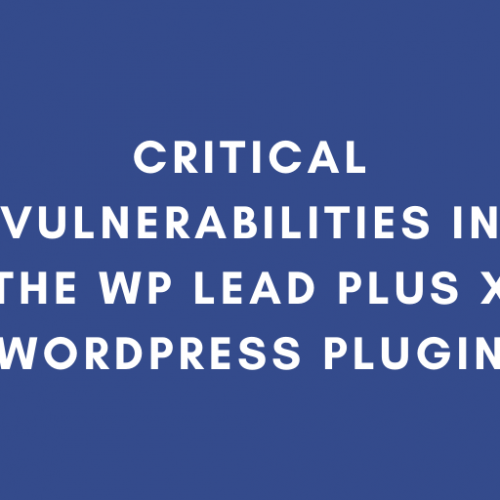 CRITICAL
VULNERABILITIES IN
THE WP LEAD PLUS X
WORDPRESS PLUGIN